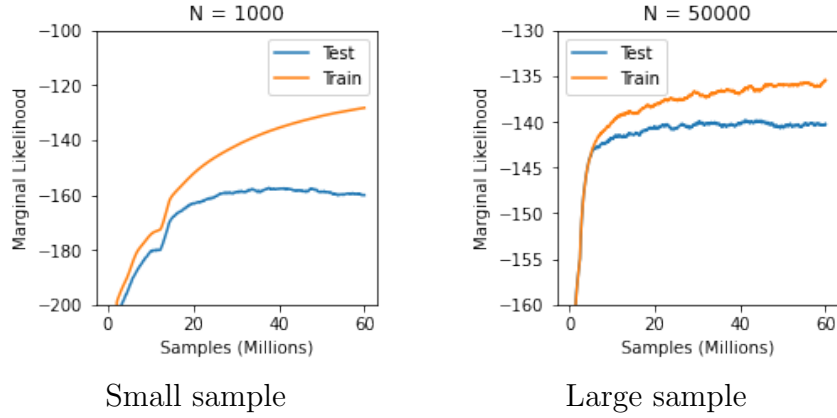 N = 1000
−100
−120
−140
−160
−180
−200
Marginal Likelihood
Test
Train
0
20
40
60
Samples (Millions)
Small sample
N = 50000
−130
−135
−140
−145
−150
−155
−160
Marginal Likelihood
Test
Train
0
20
40
60
Samples (Millions)
Large sample